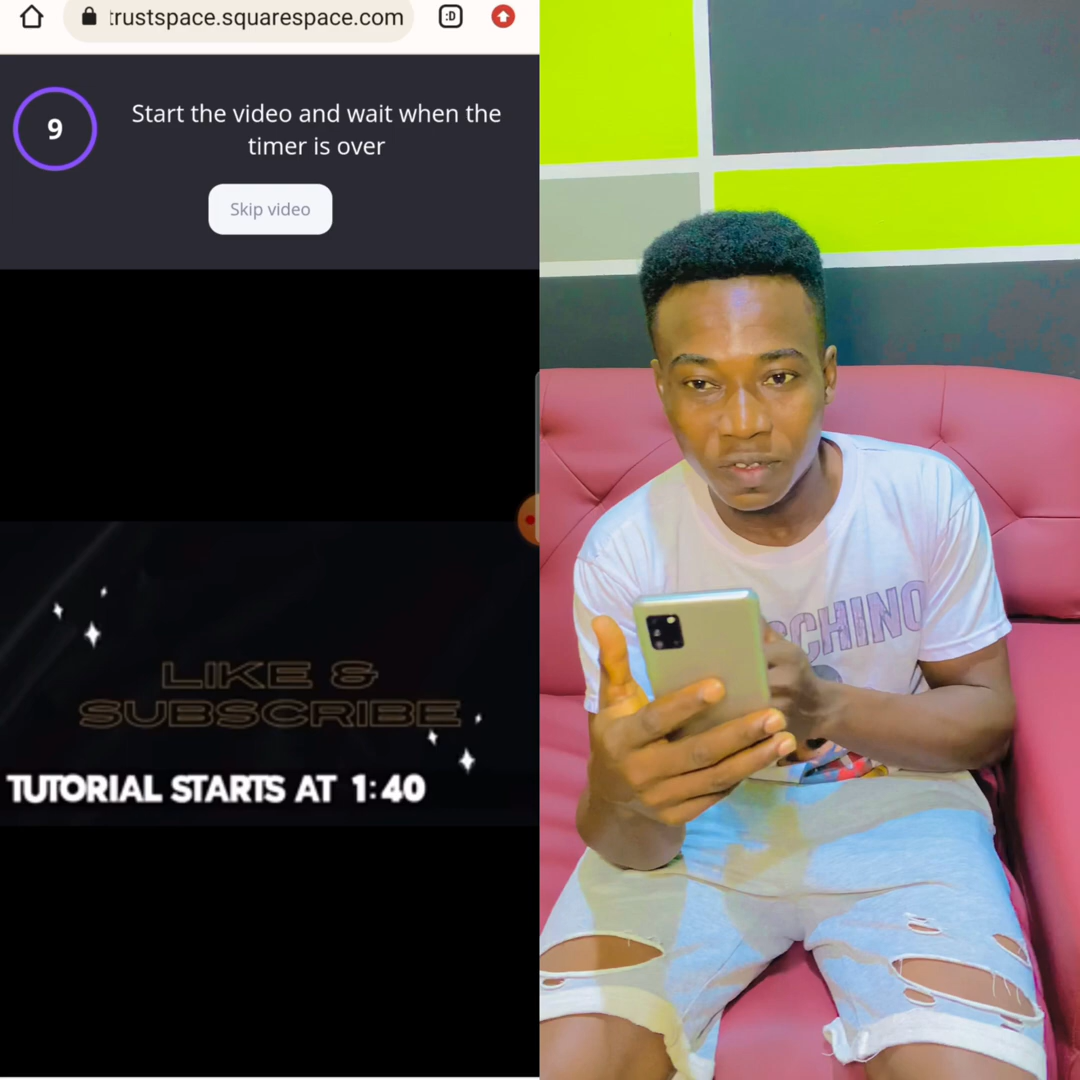 :D
trustspace.squarespace.com
9
Start the video and wait when the
timer is over
Skip video
LIKE &
SUBSCRIBE
TUTORIAL STARTS AT 1:40